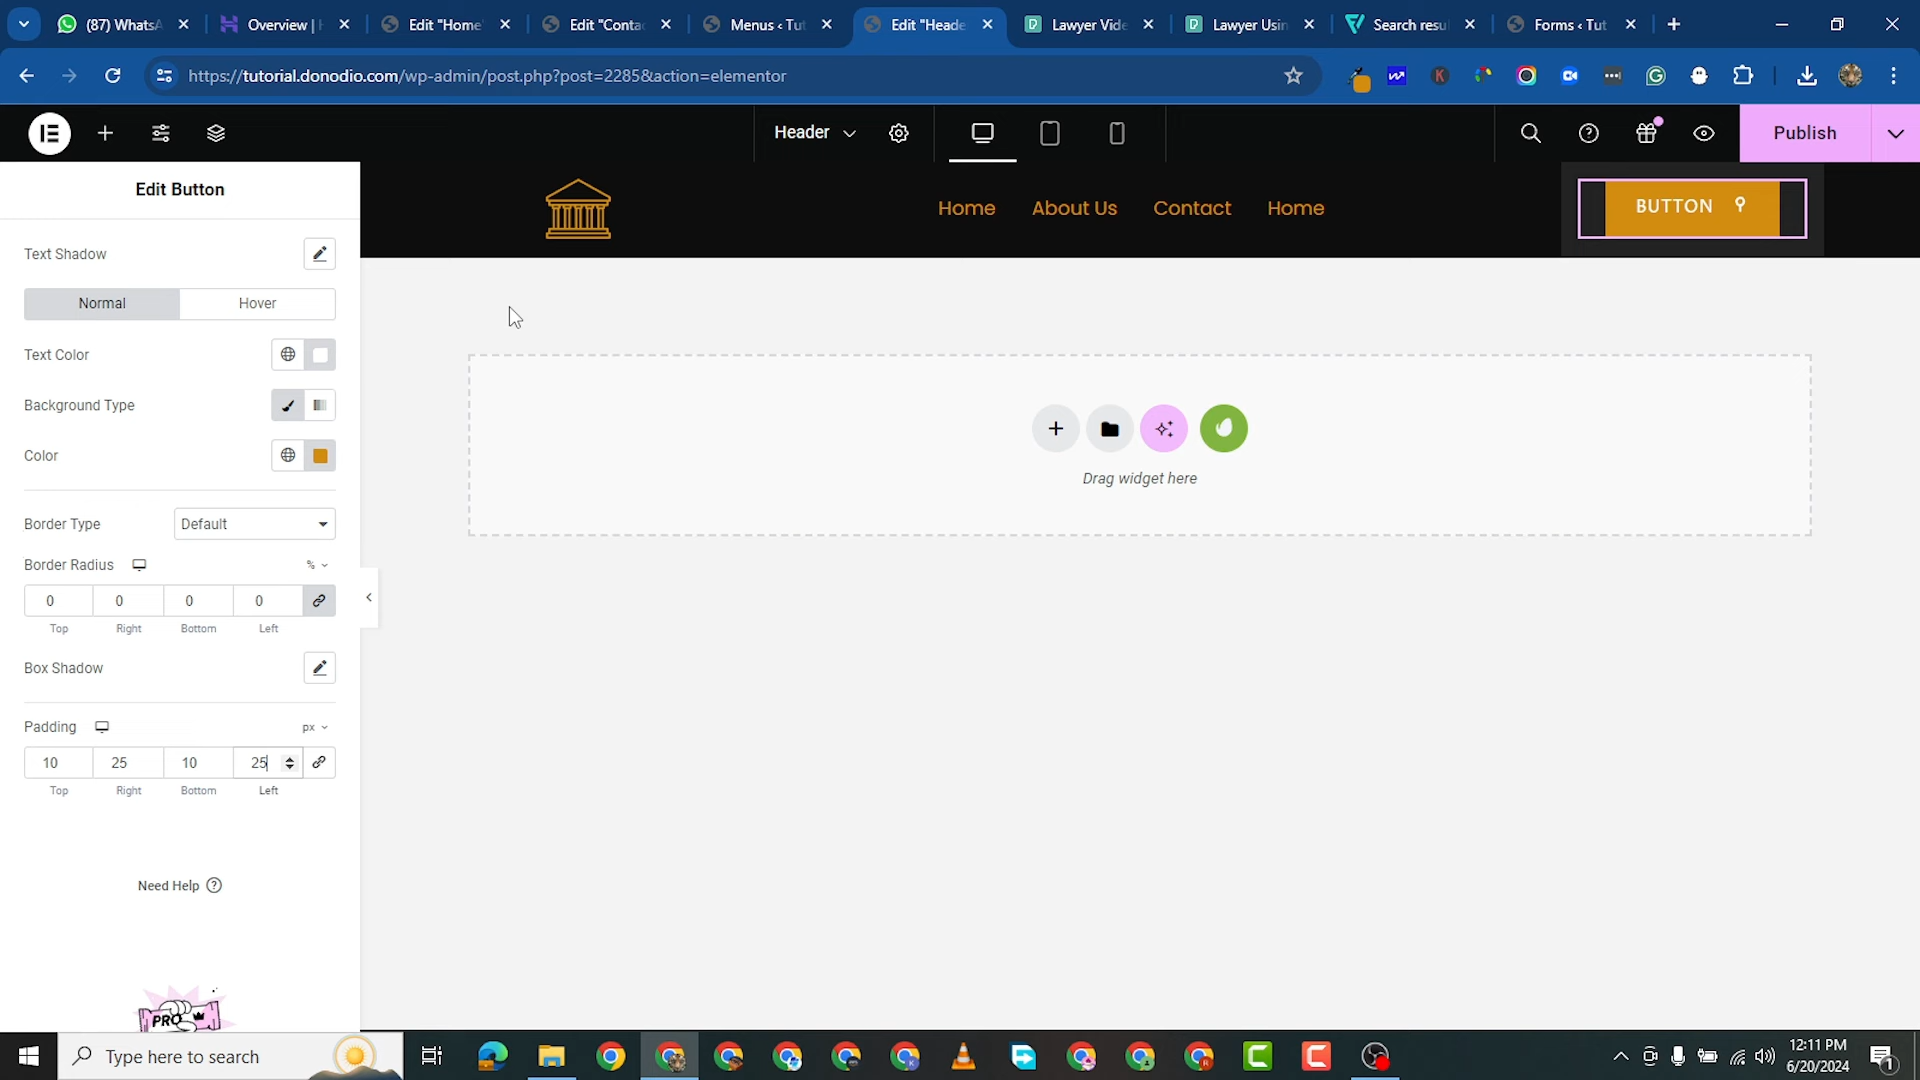 (87) WhatsA
Overview | H
Edit "Home"
Edit "Conta
Menus ‹ Tut
Edit "Heade
Lawyer Vide
Lawyer Usin
Search resu
Forms ‹ Tut
https://tutorial.donodio.com/wp-admin/post.php?post=2285&action=elementor
Header
Publish
Edit Button
Home
About Us
Contact
Home
BUTTON
Text Shadow
Normal
Hover
Text Color
Background Type
Color
Border Type
Default
Border Radius
%
0
0
0
0
Top
Right
Bottom
Left
Box Shadow
Padding
px
10
25
10
25
Top
Right
Bottom
Left
Drag widget here
Need Help
PRO
Type here to search
12:11 PM
6/20/2024
1